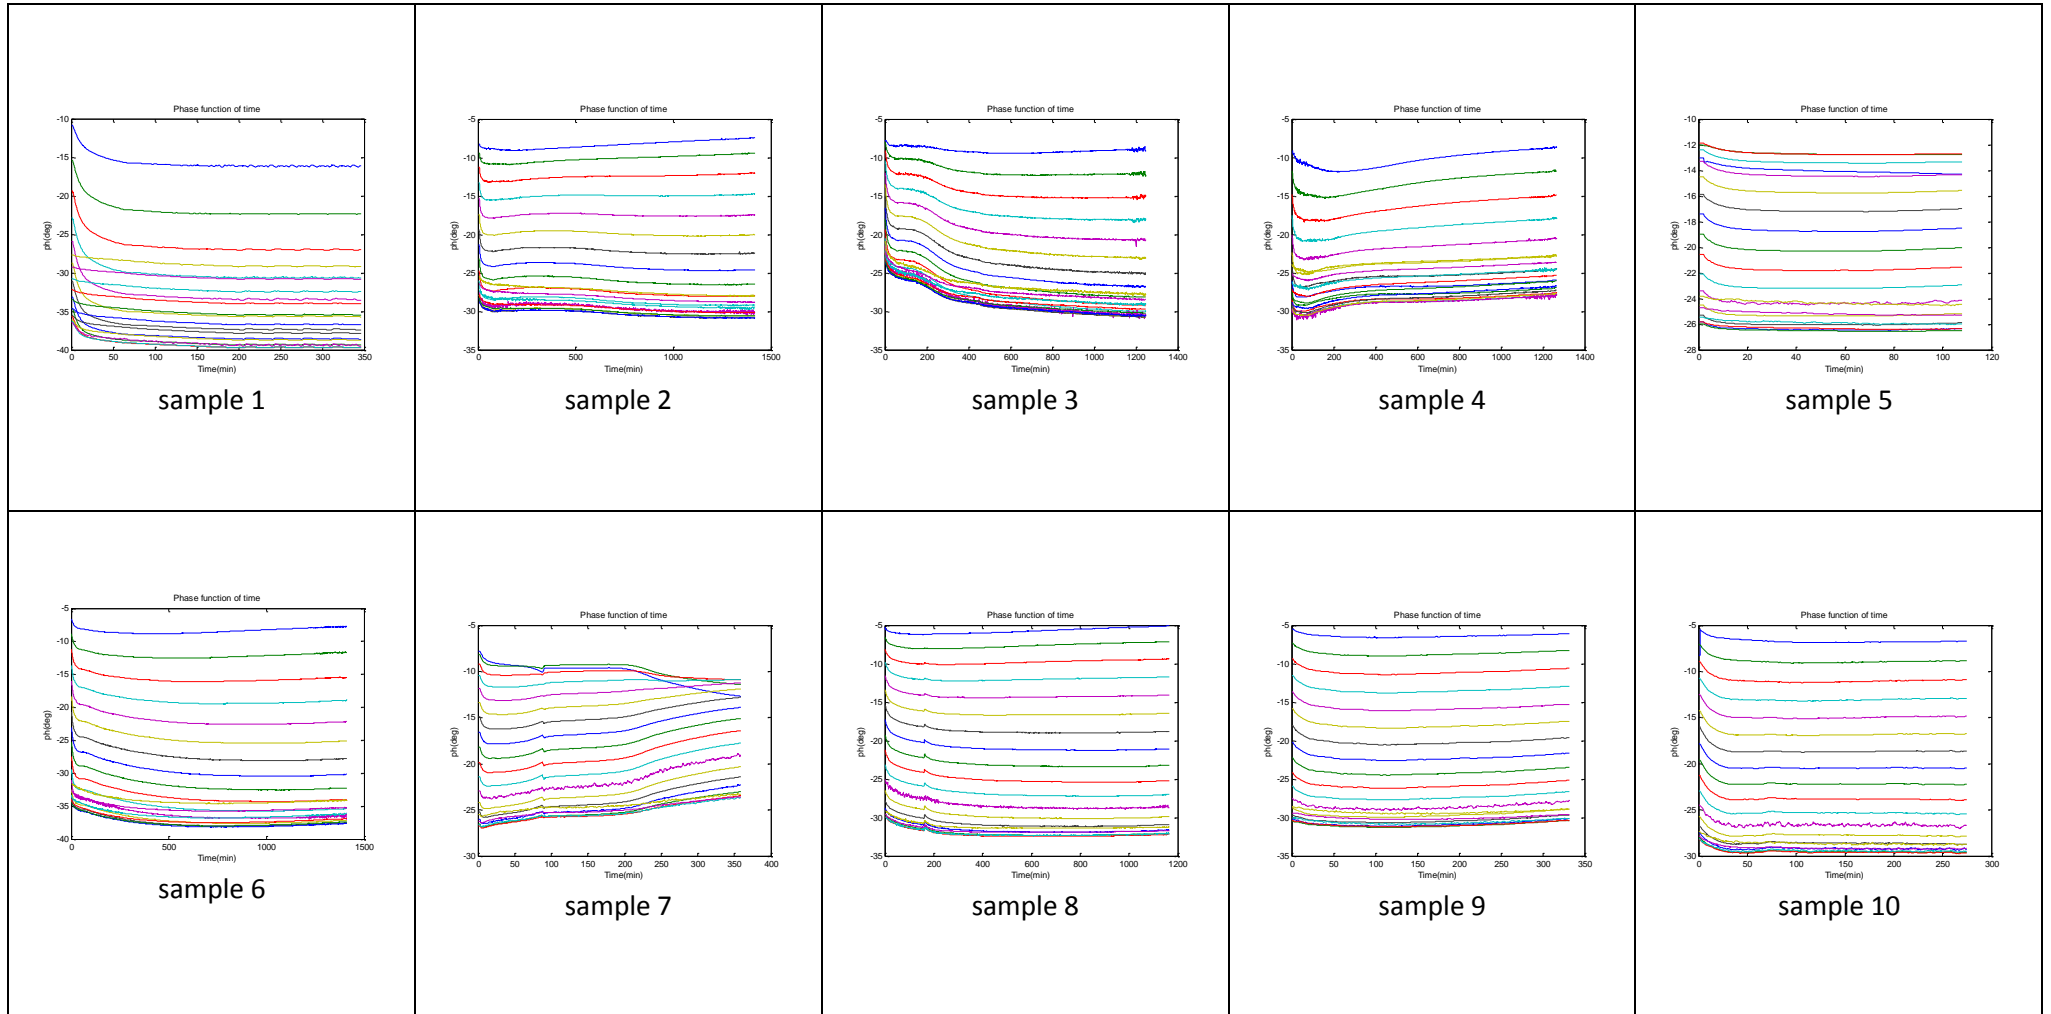 Phase function of time
-10
-15
-20
-25
-30
-35
-40
ph(deg)
0 50 100 150 200 250 300 350
Time(min)
sample 1
Phase function of time
-5
-10
-15
-20
-25
-30
-35
ph(deg)
0 500 1000 1500
Time(min)
sample 2
Phase function of time
-5
-10
-15
-20
-25
-30
-35
ph(deg)
0 200 400 600 800 1000 1200 1400
Time(min)
sample 3
Phase function of time
-5
-10
-15
-20
-25
-30
-35
ph(deg)
0 200 400 600 800 1000 1200 1400
Time(min)
sample 4
Phase function of time
-10
-12
-14
-16
-18
-20
-22
-24
-26
-28
ph(deg)
0 20 40 60 80 100 120
Time(min)
sample 5
Phase function of time
-5
-10
-15
-20
-25
-30
-35
-40
ph(deg)
0 500 1000 1500
Time(min)
sample 6
Phase function of time
-5
-10
-15
-20
-25
-30
ph(deg)
0 50 100 150 200 250 300 350 400
Time(min)
sample 7
Phase function of time
-5
-10
-15
-20
-25
-30
-35
ph(deg)
0 200 400 600 800 1000 1200
Time(min)
sample 8
Phase function of time
-5
-10
-15
-20
-25
-30
-35
ph(deg)
0 50 100 150 200 250 300 350
Time(min)
sample 9
Phase function of time
-5
-10
-15
-20
-25
-30
ph(deg)
0 50 100 150 200 250 300
Time(min)
sample 10